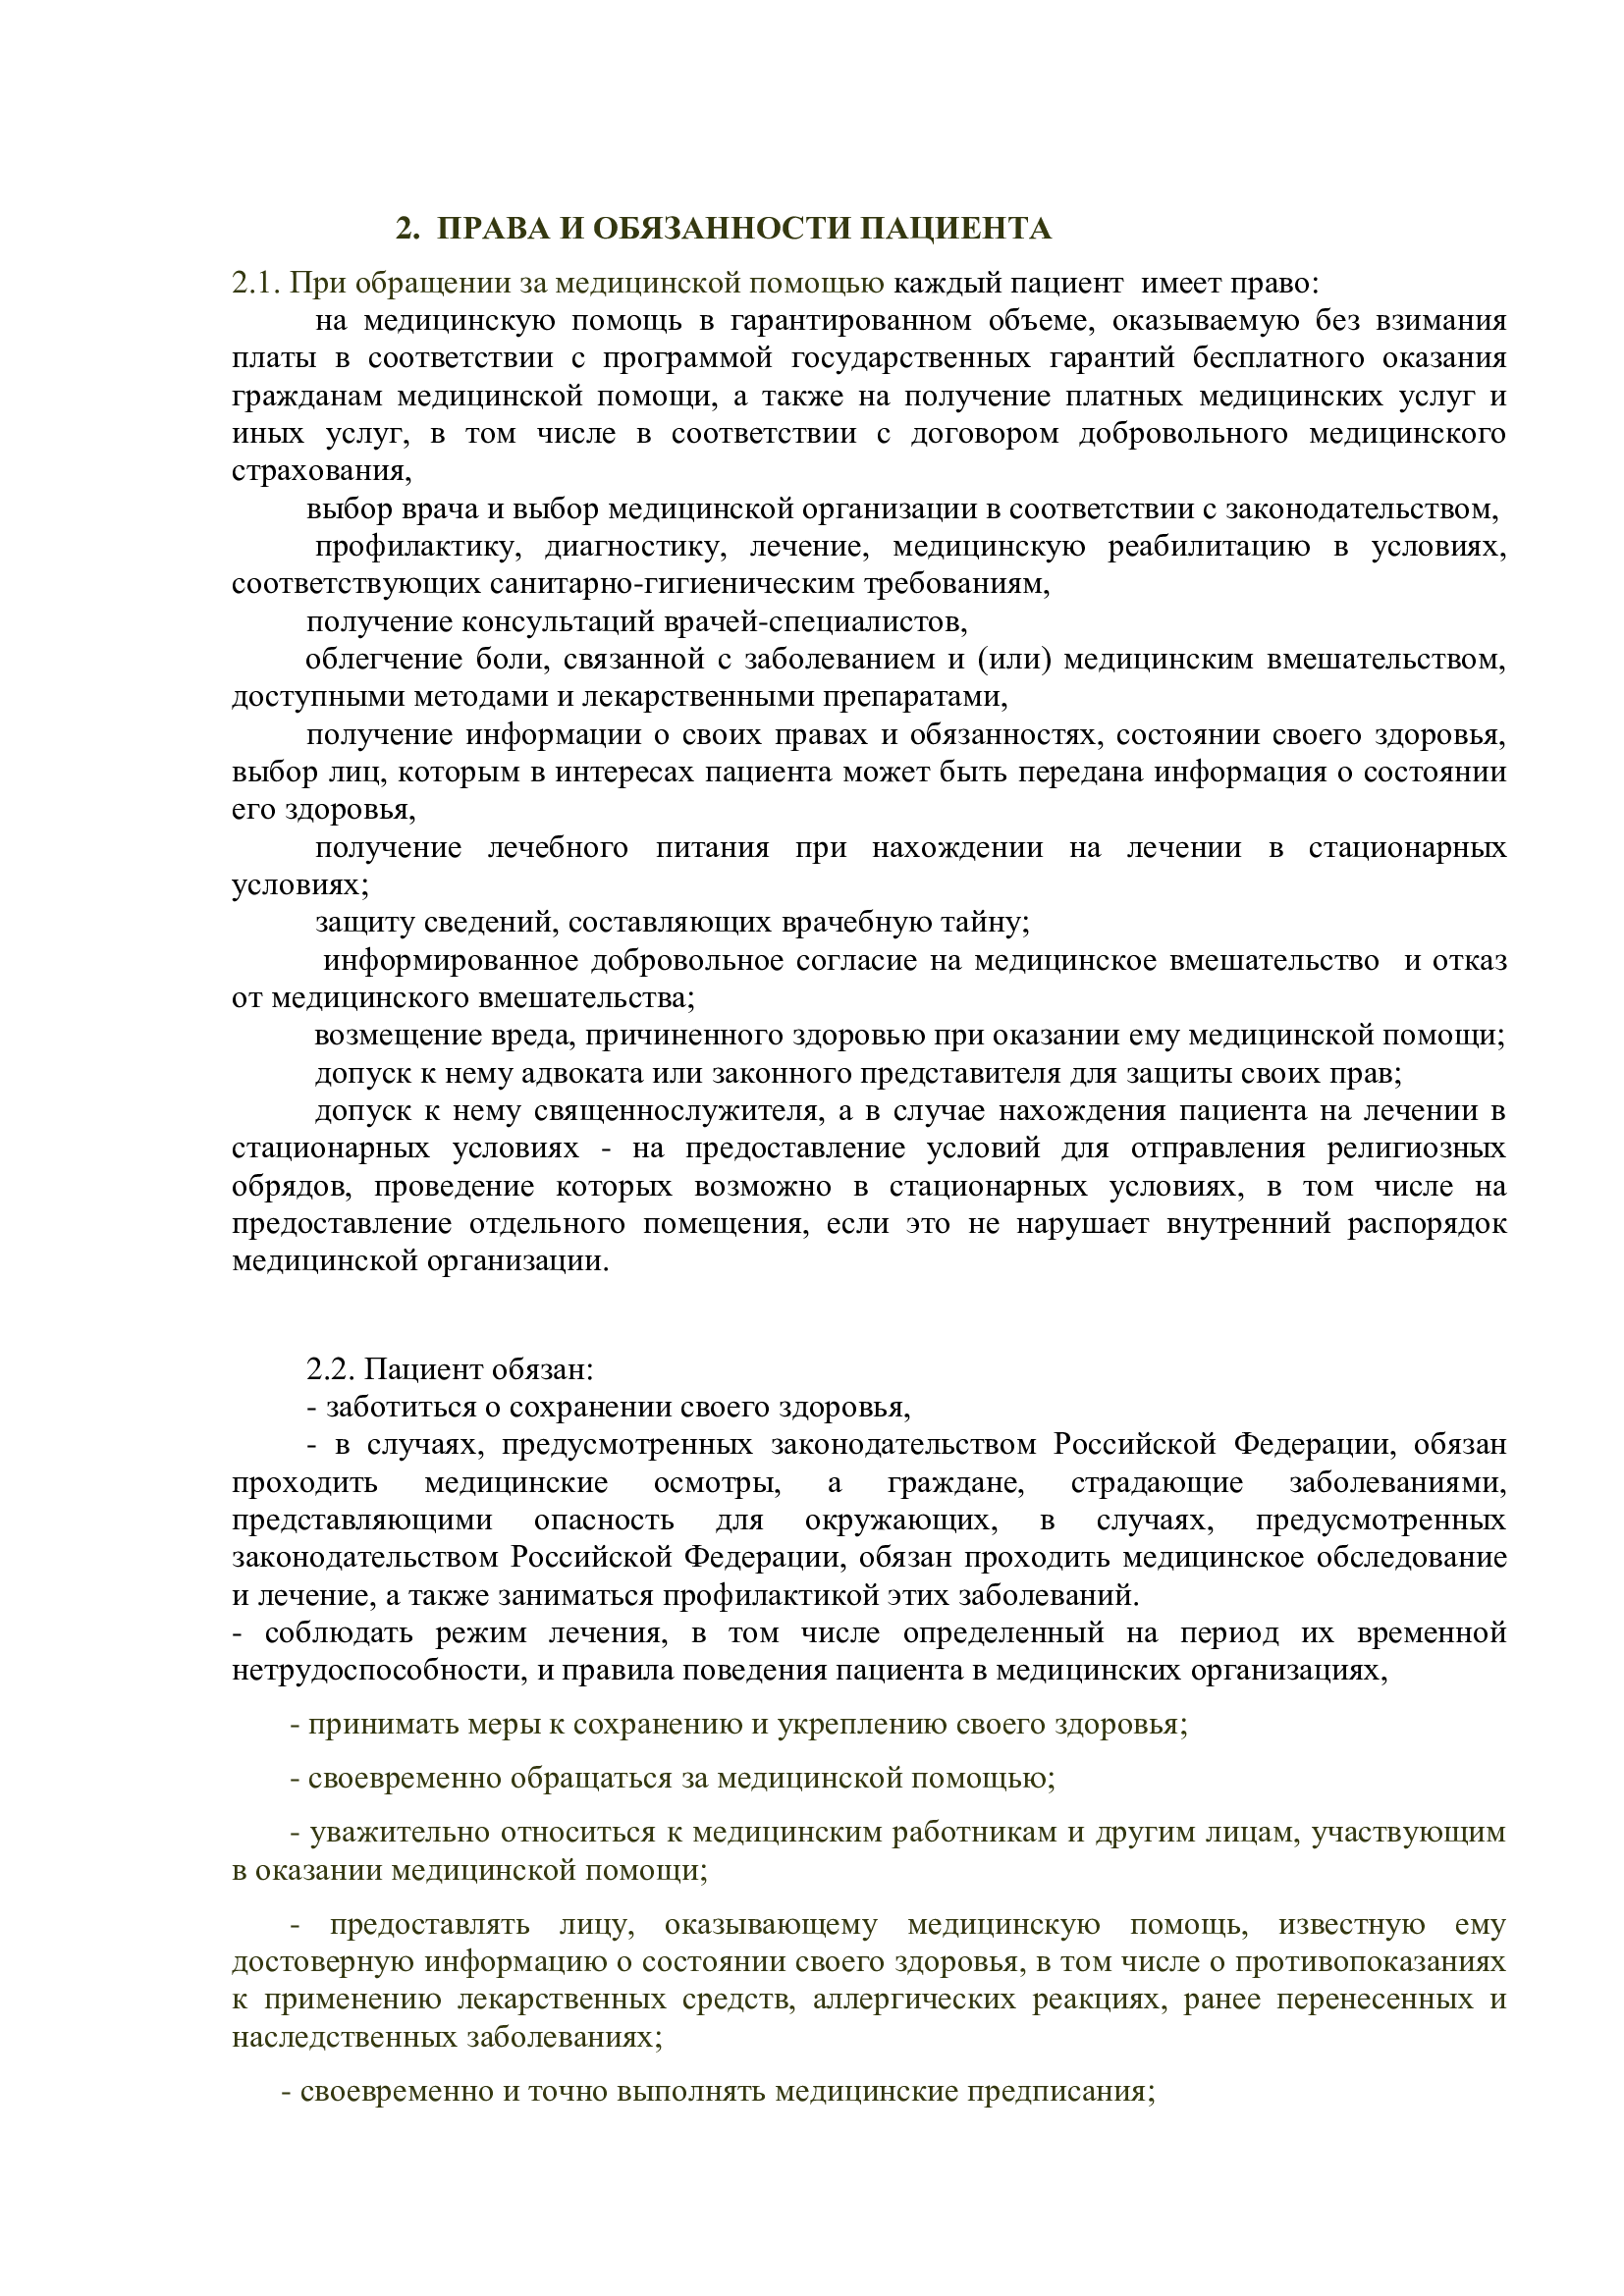 2. ПРАВА И ОБЯЗАННОСТИ ПАЦИЕНТА
2.1. При обращении за медицинской помощью каждый пациент имеет право:
на медицинскую помощь в гарантированном объеме, оказываемую без взимания
платы в соответствии с программой государственных гарантий бесплатного оказания
гражданам медицинской помощи, а также на получение платных медицинских услуг и
иных услуг, в том числе в соответствии с договором добровольного медицинского
страхования,
выбор врача и выбор медицинской организации в соответствии с законодательством,
профилактику, диагностику, лечение, медицинскую реабилитацию в условиях,
соответствующих санитарно-гигиеническим требованиям,
получение консультаций врачей-специалистов,
облегчение боли, связанной с заболеванием и (или) медицинским вмешательством,
доступными методами и лекарственными препаратами,
получение информации о своих правах и обязанностях, состоянии своего здоровья,
выбор лиц, которым в интересах пациента может быть передана информация о состоянии
его здоровья,
получение лечебного питания при нахождении на лечении в стационарных
условиях;
защиту сведений, составляющих врачебную тайну;
информированное добровольное согласие на медицинское вмешательство и отказ
от медицинского вмешательства;
возмещение вреда, причиненного здоровью при оказании ему медицинской помощи;
допуск к нему адвоката или законного представителя для защиты своих прав;
допуск к нему священнослужителя, а в случае нахождения пациента на лечении в
стационарных условиях - на предоставление условий для отправления религиозных
обрядов, проведение которых возможно в стационарных условиях, в том числе на
предоставление отдельного помещения, если это не нарушает внутренний распорядок
медицинской организации.
2.2. Пациент обязан:
- заботиться о сохранении своего здоровья,
- в случаях, предусмотренных законодательством Российской Федерации, обязан
проходить медицинские осмотры, а граждане, страдающие заболеваниями,
представляющими опасность для окружающих, в случаях, предусмотренных
законодательством Российской Федерации, обязан проходить медицинское обследование
и лечение, а также заниматься профилактикой этих заболеваний.
- соблюдать режим лечения, в том числе определенный на период их временной
нетрудоспособности, и правила поведения пациента в медицинских организациях,
- принимать меры к сохранению и укреплению своего здоровья;
- своевременно обращаться за медицинской помощью;
- уважительно относиться к медицинским работникам и другим лицам, участвующим
в оказании медицинской помощи;
- предоставлять лицу, оказывающему медицинскую помощь, известную ему
достоверную информацию о состоянии своего здоровья, в том числе о противопоказаниях
к применению лекарственных средств, аллергических реакциях, ранее перенесенных и
наследственных заболеваниях;
- своевременно и точно выполнять медицинские предписания;